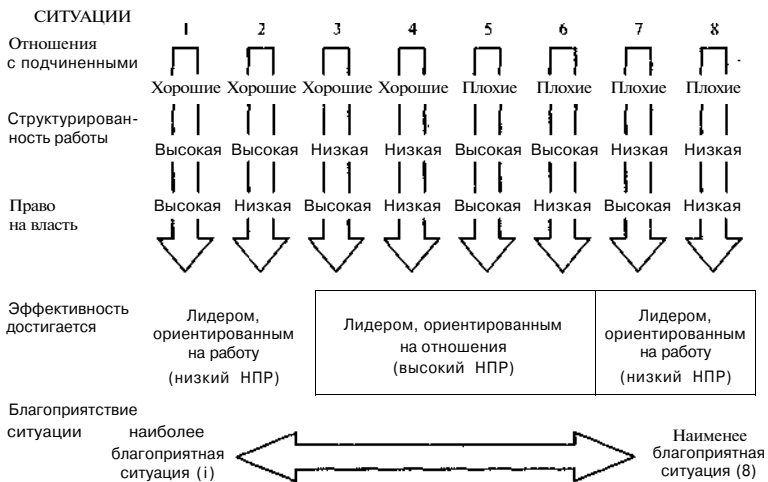 СИТУАЦИИ
1 2 3 4 5 6 7 8
Отношения
с подчиненными
Хорошие Хорошие Хорошие Хорошие Плохие Плохие Плохие Плохие
Структурирован-
ность работы
Высокая Высокая Низкая Низкая Высокая Высокая Низкая Низкая
Право
на власть
Высокая Низкая Высокая Низкая Высокая Низкая Высокая Низкая
Эффективность
достигается
Лидером,
ориентированным
на работу
(низкий НПР)
Лидером, ориентированным
на отношения
(высокий НПР)
Лидером,
ориентированным
на работу
(низкий НПР)
Благоприятствие
ситуации
наиболее
благоприятная
ситуация (i)
Наименее
благоприятная
ситуация (8)